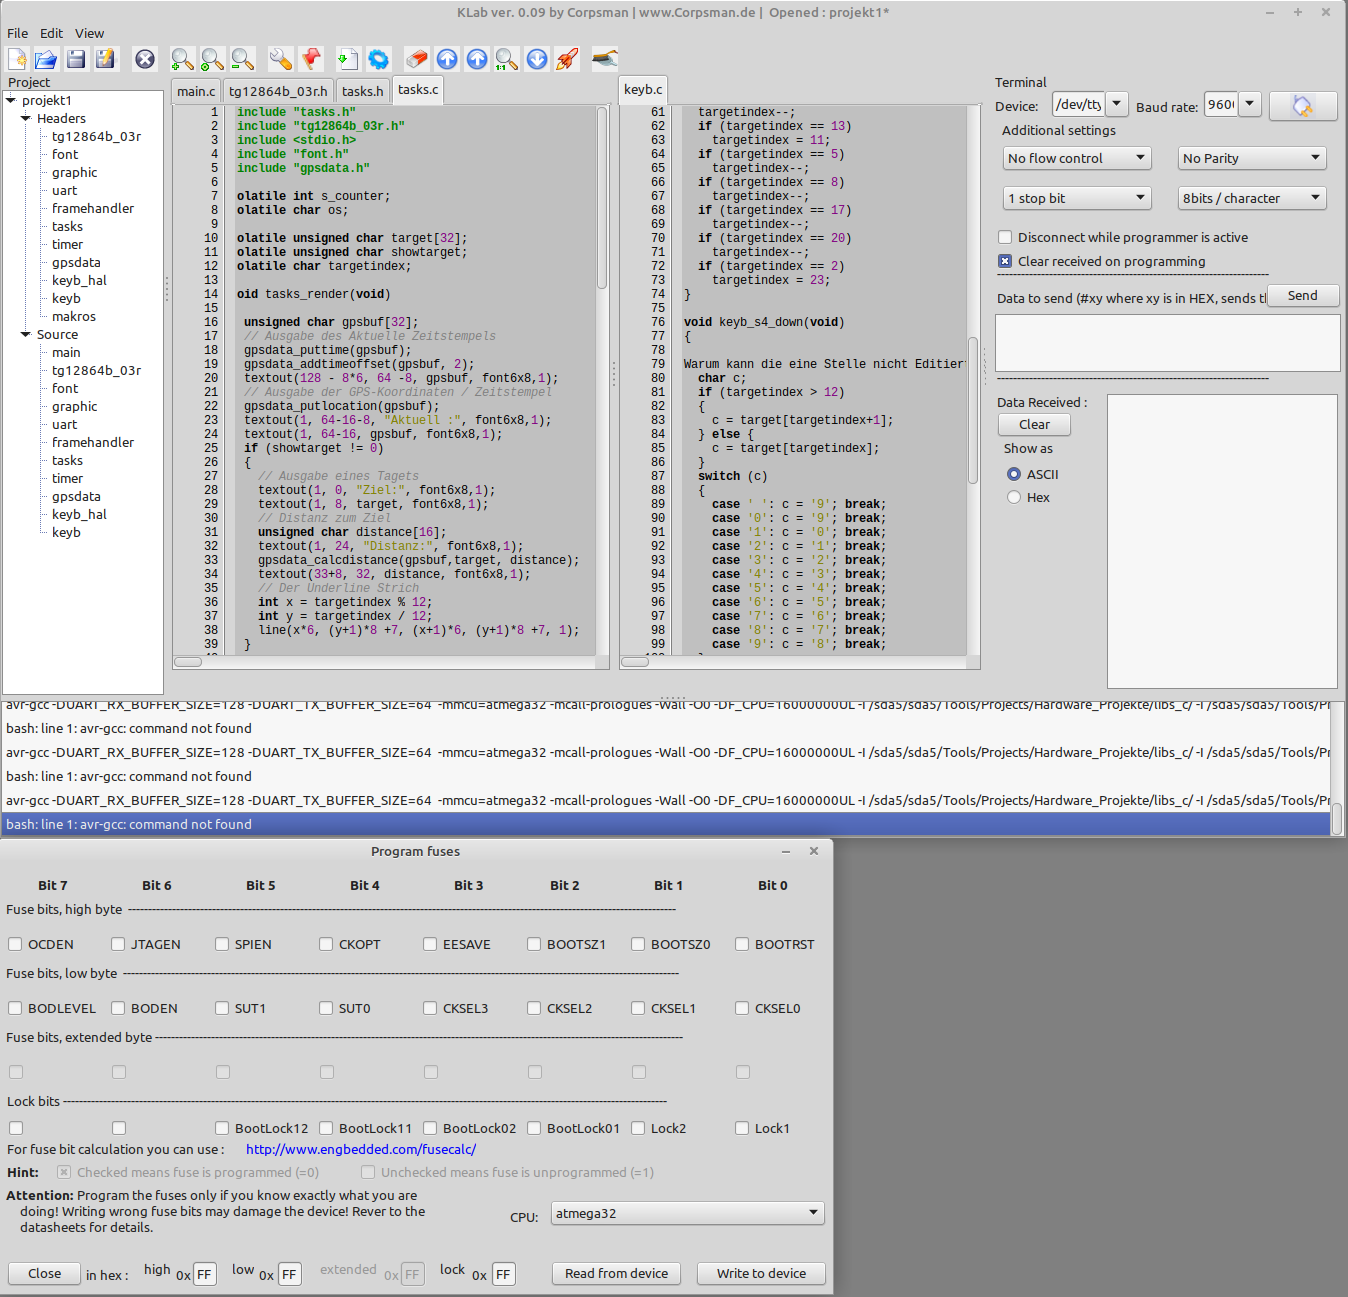 KLab ver. 0.09 by Corpsman | www.Corpsman.de | Opened : projekt1*
File Edit View
Project
projekt1
Headers
tg12864b_03r
font
graphic
uart
framehandler
tasks
timer
gpsdata
keyb_hal
keyb
makros
Source
main
tg12864b_03r
font
graphic
uart
framehandler
tasks
timer
gpsdata
keyb_hal
keyb
main.c tg12864b_03r.h tasks.h tasks.c
1 include "tasks.h"
2 include "tg12864b_03r.h"
3 include <stdio.h>
4 include "font.h"
5 include "gpsdata.h"
6
7 olatile int s_counter;
8 olatile char os;
9
10 olatile unsigned char target[32];
11 olatile unsigned char showtarget;
12 olatile char targetindex;
13
14 oid tasks_render(void)
15
16 unsigned char gpsbuf[32];
17 // Ausgabe des Aktuelle Zeitstempels
18 gpsdata_puttime(gpsbuf);
19 gpsdata_addtimeoffset(gpsbuf, 2);
20 textout(128 - 8*6, 64 -8, gpsbuf, font6x8,1);
21 // Ausgabe der GPS-Koordinaten / Zeitstempel
22 gpsdata_putlocation(gpsbuf);
23 textout(1, 64-16-8, "Aktuell :", font6x8,1);
24 textout(1, 64-16, gpsbuf, font6x8,1);
25 if (showtarget != 0)
26 {
27 // Ausgabe eines Tagets
28 textout(1, 0, "Ziel:", font6x8,1);
29 textout(1, 8, target, font6x8,1);
30 // Distanz zum Ziel
31 unsigned char distance[16];
32 textout(1, 24, "Distanz:", font6x8,1);
33 gpsdata_calcdistance(gpsbuf,target, distance);
34 textout(33+8, 32, distance, font6x8,1);
35 // Der Underline Strich
36 int x = targetindex % 12;
37 int y = targetindex / 12;
38 line(x*6, (y+1)*8 +7, (x+1)*6, (y+1)*8 +7, 1);
39 }
keyb.c
61 targetindex--;
62 if (targetindex == 13)
63 targetindex = 11;
64 if (targetindex == 5)
65 targetindex--;
66 if (targetindex == 8)
67 targetindex--;
68 if (targetindex == 17)
69 targetindex--;
70 if (targetindex == 20)
71 targetindex--;
72 if (targetindex == 2)
73 targetindex = 23;
74 }
75
76 void keyb_s4_down(void)
77 {
78
79 Warum kann die eine Stelle nicht Editier
80 char c;
81 if (targetindex > 12)
82 {
83 c = target[targetindex+1];
84 } else {
85 c = target[targetindex];
86 }
87 switch (c)
88 {
89 case ' ': c = '9'; break;
90 case '0': c = '9'; break;
91 case '1': c = '0'; break;
92 case '2': c = '1'; break;
93 case '3': c = '2'; break;
94 case '4': c = '3'; break;
95 case '5': c = '4'; break;
96 case '6': c = '5'; break;
97 case '7': c = '6'; break;
98 case '8': c = '7'; break;
99 case '9': c = '8'; break;
Terminal
Device: /dev/tty Baud rate: 960
Additional settings
No flow control No Parity
1 stop bit 8bits / character
Disconnect while programmer is active
Clear received on programming
Data to send (#xy where xy is in HEX, sends th Send
Data Received :
Clear
Show as
ASCII
Hex
avr-gcc -DUART_RX_BUFFER_SIZE=128 -DUART_TX_BUFFER_SIZE=64 -mmcu=atmega32 -mcall-prologues -Wall -O0 -DF_CPU=16000000UL -I /sda5/sda5/Tools/Projects/Hardware_Projekte/libs_c/ -I /sda5/sda5/Tools/Pr
bash: line 1: avr-gcc: command not found
avr-gcc -DUART_RX_BUFFER_SIZE=128 -DUART_TX_BUFFER_SIZE=64 -mmcu=atmega32 -mcall-prologues -Wall -O0 -DF_CPU=16000000UL -I /sda5/sda5/Tools/Projects/Hardware_Projekte/libs_c/ -I /sda5/sda5/Tools/Pr
bash: line 1: avr-gcc: command not found
avr-gcc -DUART_RX_BUFFER_SIZE=128 -DUART_TX_BUFFER_SIZE=64 -mmcu=atmega32 -mcall-prologues -Wall -O0 -DF_CPU=16000000UL -I /sda5/sda5/Tools/Projects/Hardware_Projekte/libs_c/ -I /sda5/sda5/Tools/Pr
bash: line 1: avr-gcc: command not found
Program fuses
Bit 7 Bit 6 Bit 5 Bit 4 Bit 3 Bit 2 Bit 1 Bit 0
Fuse bits, high byte
OCDEN JTAGEN SPIEN CKOPT EESAVE BOOTSZ1 BOOTSZ0 BOOTRST
Fuse bits, low byte
BODLEVEL BODEN SUT1 SUT0 CKSEL3 CKSEL2 CKSEL1 CKSEL0
Fuse bits, extended byte
Lock bits
BootLock12 BootLock11 BootLock02 BootLock01 Lock2 Lock1
For fuse bit calculation you can use : http://www.engbedded.com/fusecalc/
Hint: Checked means fuse is programmed (=0) Unchecked means fuse is unprogrammed (=1)
Attention: Program the fuses only if you know exactly what you are
doing! Writing wrong fuse bits may damage the device! Rever to the
datasheets for details.
CPU: atmega32
Close in hex : high 0x FF low 0x FF extended 0x FF lock 0x FF Read from device Write to device